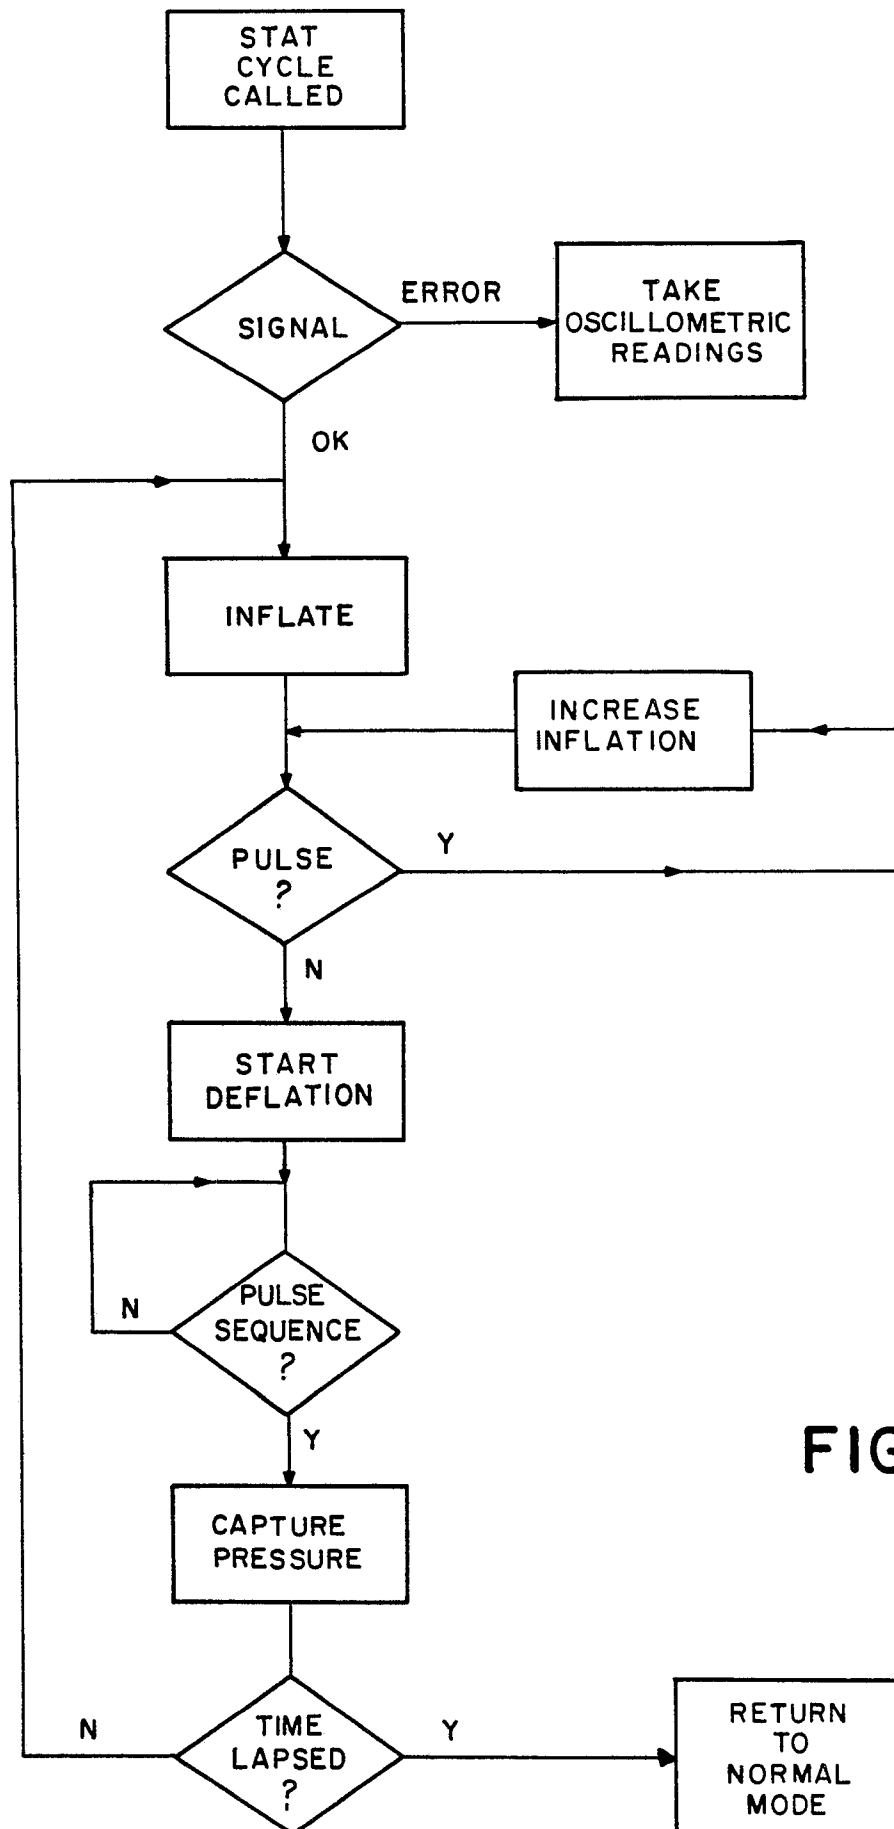 STAT
CYCLE
CALLED
SIGNAL
ERROR
TAKE
OSCILLOMETRIC
READINGS
OK
INFLATE
INCREASE
INFLATION
PULSE
?
Y
N
START
DEFLATION
PULSE
SEQUENCE
?
N
Y
FIG
CAPTURE
PRESSURE
TIME
LAPSED
?
N
Y
RETURN
TO
NORMAL
MODE